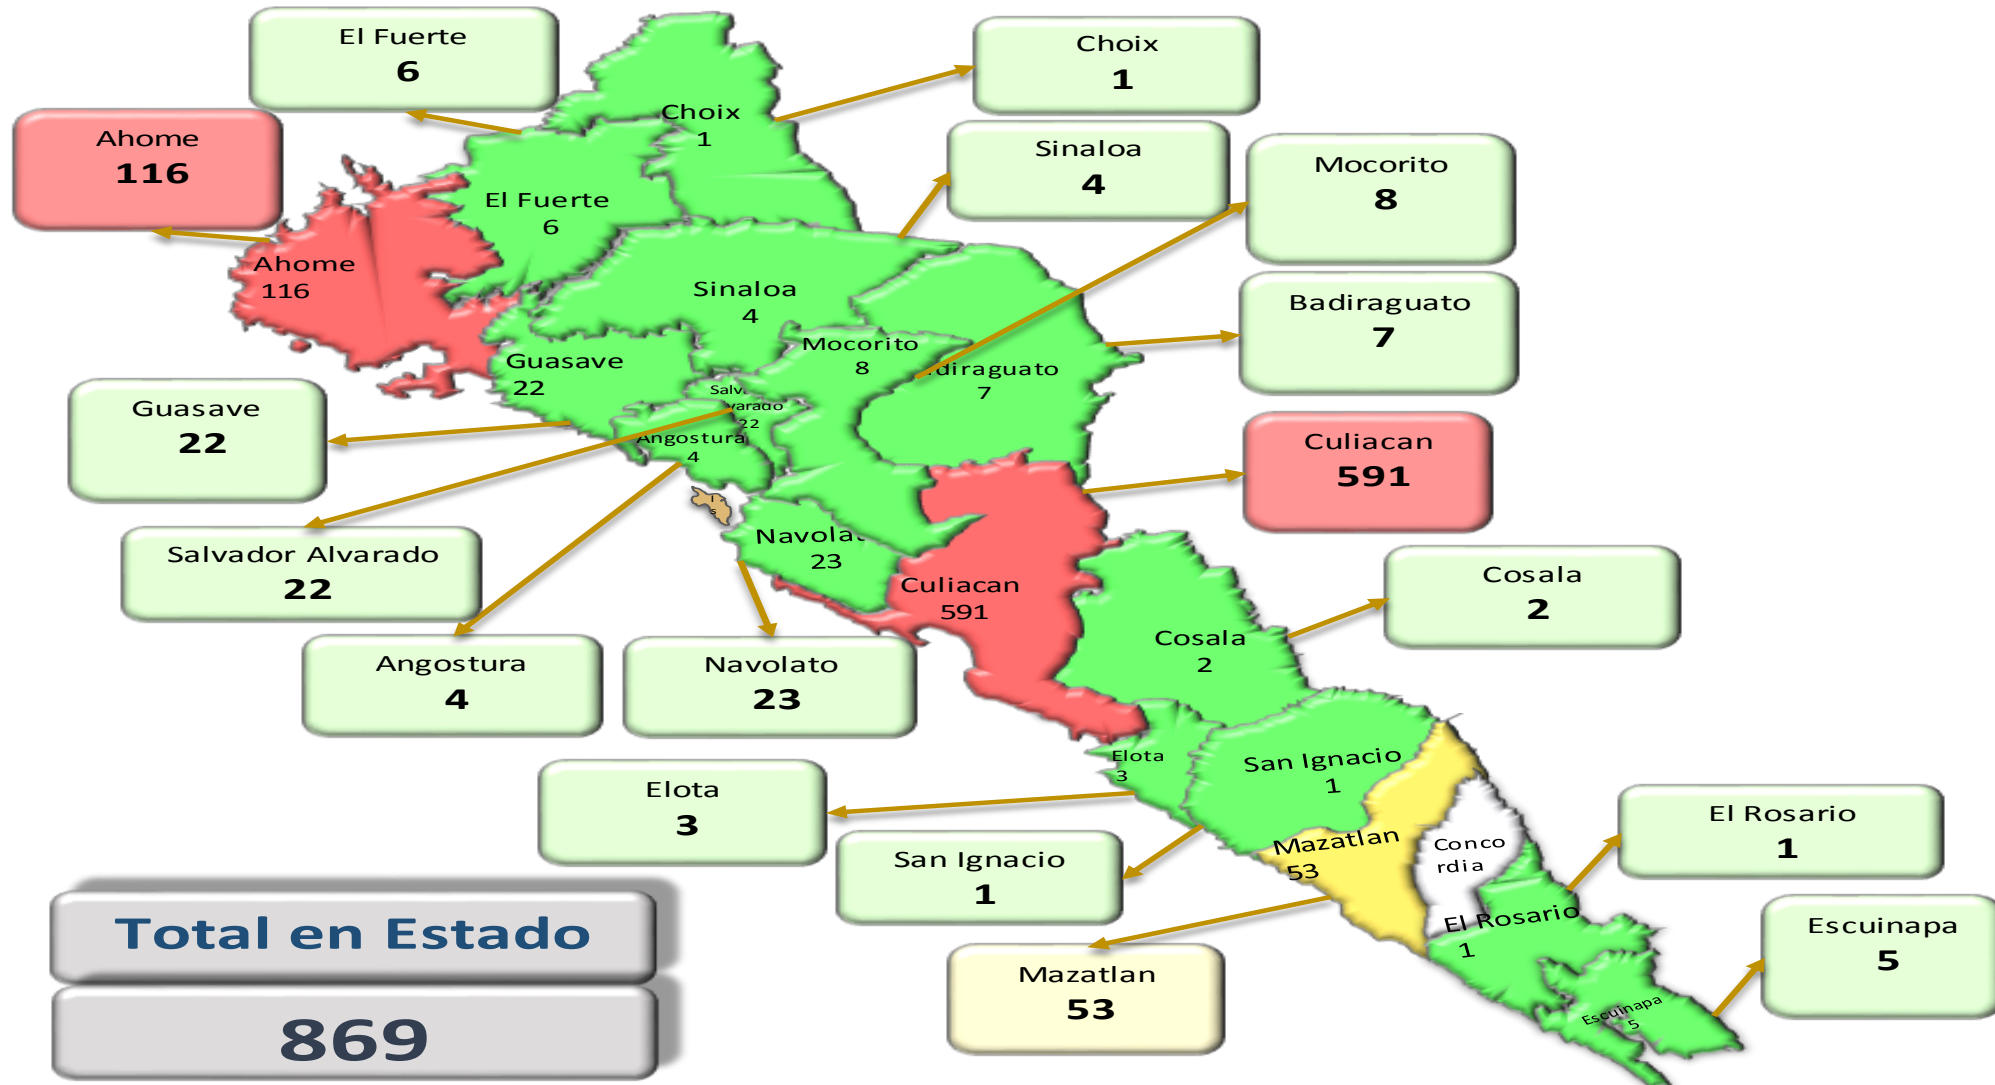 El Fuerte
6
Choix
1
Ahome
116
Sinaloa
4
Mocorito
8
Badiraguato
7
Guasave
22
Culiacan
591
Salvador Alvarado
22
Cosala
2
Angostura
4
Navolato
23
Elota
3
San Ignacio
1
El Rosario
1
Escuinapa
5
Mazatlan
53
Total en Estado
869
Choix
1
El Fuerte
6
Ahome
116
Sinaloa
4
Mocorito
8
diraguato
7
Guasave
22
Salv
varado
22
Angostura
4
Navolat
23
Culiacan
591
Cosala
2
Elota
3
San Ignacio
1
Mazatlan
53
Conco
rdia
El Rosario
1
Escuinapa
5